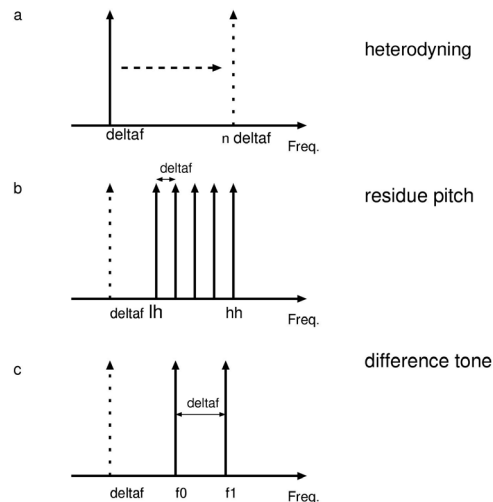 a
heterodyning
deltaf
n deltaf
Freq.
deltaf
b
residue pitch
deltaf lh
hh
Freq.
difference tone
c
deltaf
deltaf
f0
f1
Freq.